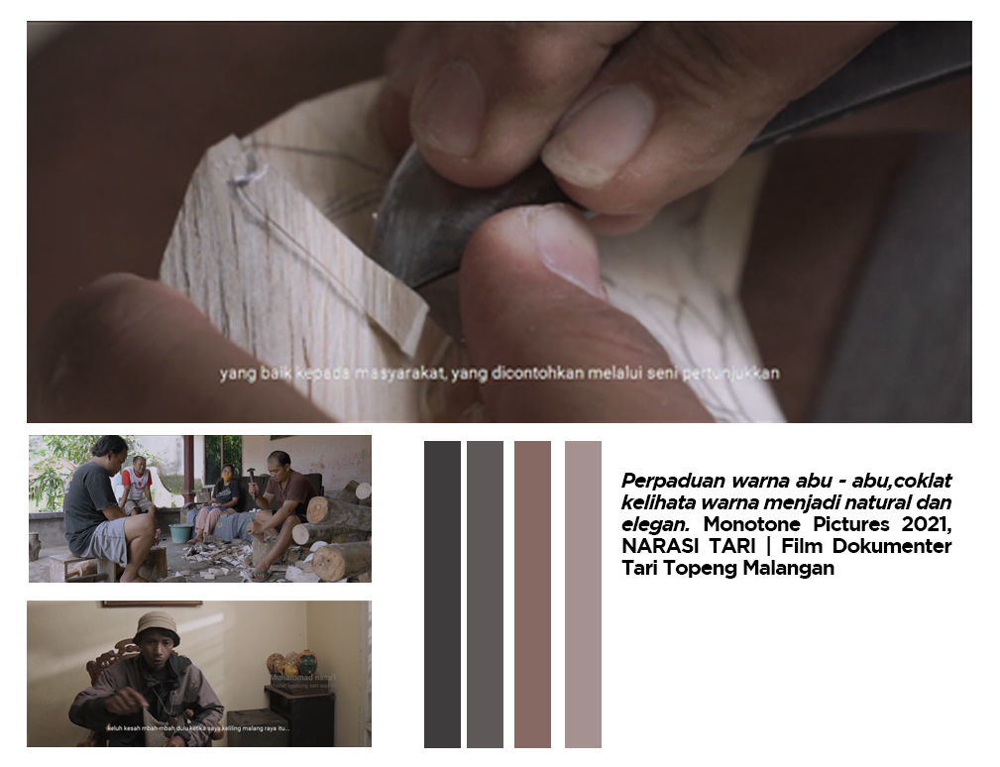 yang baik kepada masyarakat, yang dicontohkan melalui seni pertunjukkan
Muhammad nasa'i
keluh kesah mbah-mbah dulu ketika saya keliling malang raya itu...
Perpaduan warna abu - abu,coklat
kelihata warna menjadi natural dan
elegan. Monotone Pictures 2021,
NARASI TARI | Film Dokumenter
Tari Topeng Malangan